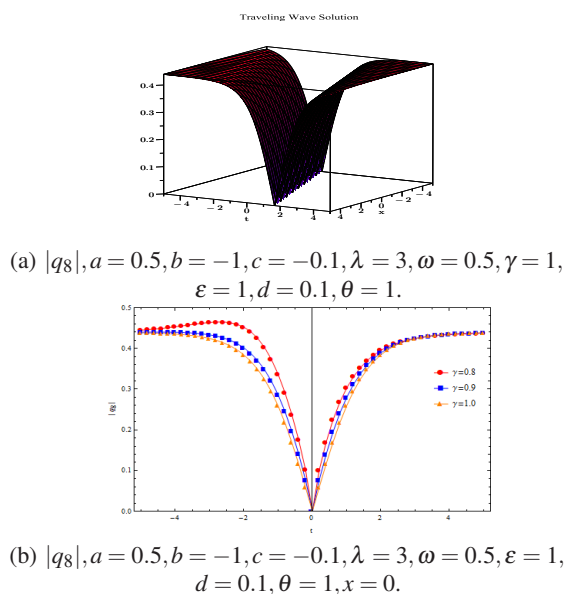 Traveling Wave Solution
0.4
0.3
0.2
0.1
0
−4
−2
0
t
2
4
4
2
0
x
−2
−4
(a) |q₈|, a = 0.5, b = −1, c = −0.1, λ = 3, ω = 0.5, γ = 1,
ε = 1, d = 0.1, θ = 1.
0.5
0.4
0.3
|q₈|
0.2
0.1
0.0
γ=0.8
γ=0.9
γ=1.0
−4 −2 0 2 4
t
(b) |q₈|, a = 0.5, b = −1, c = −0.1, λ = 3, ω = 0.5, ε = 1,
d = 0.1, θ = 1, x = 0.